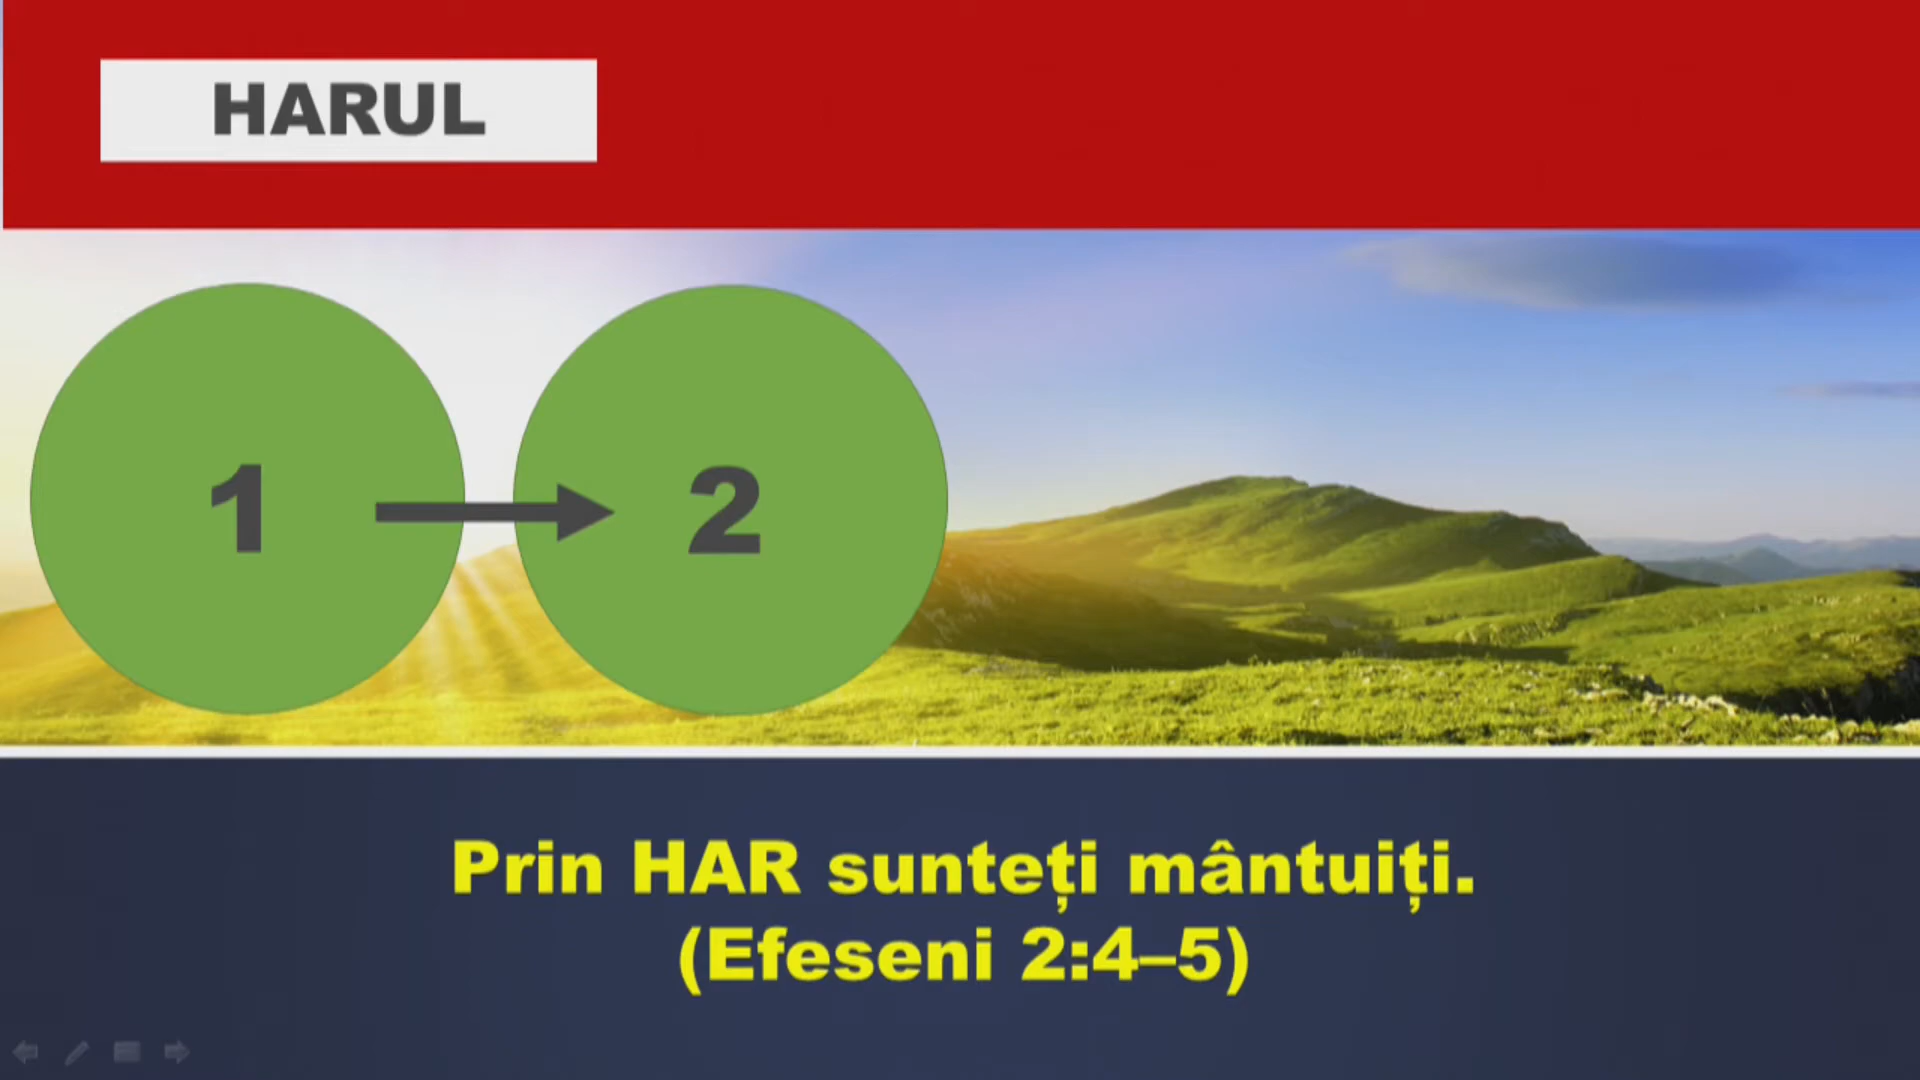 HARUL
1
2
Prin HAR sunteți mântuiți.
(Efeseni 2:4–5)